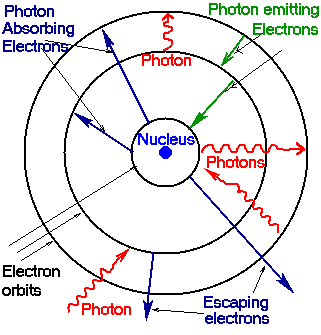 Photon
Absorbing
Electrons
Photon emitting
Electrons
Photon
Nucleus
Photons
Electron
orbits
Photon
Escaping
electrons